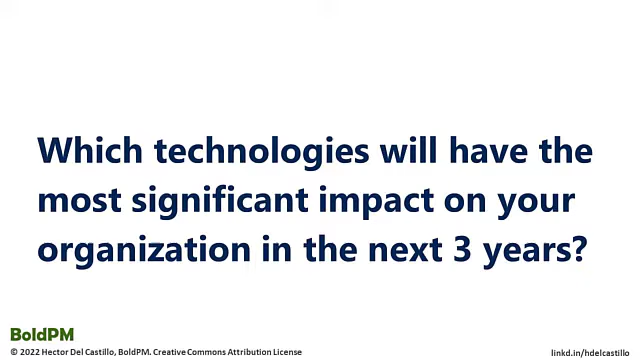 Which technologies will have the
most significant impact on your
organization in the next 3 years?
BoldPM
© 2022 Hector Del Castillo, BoldPM. Creative Commons Attribution License
linkd.in/hdelcastillo